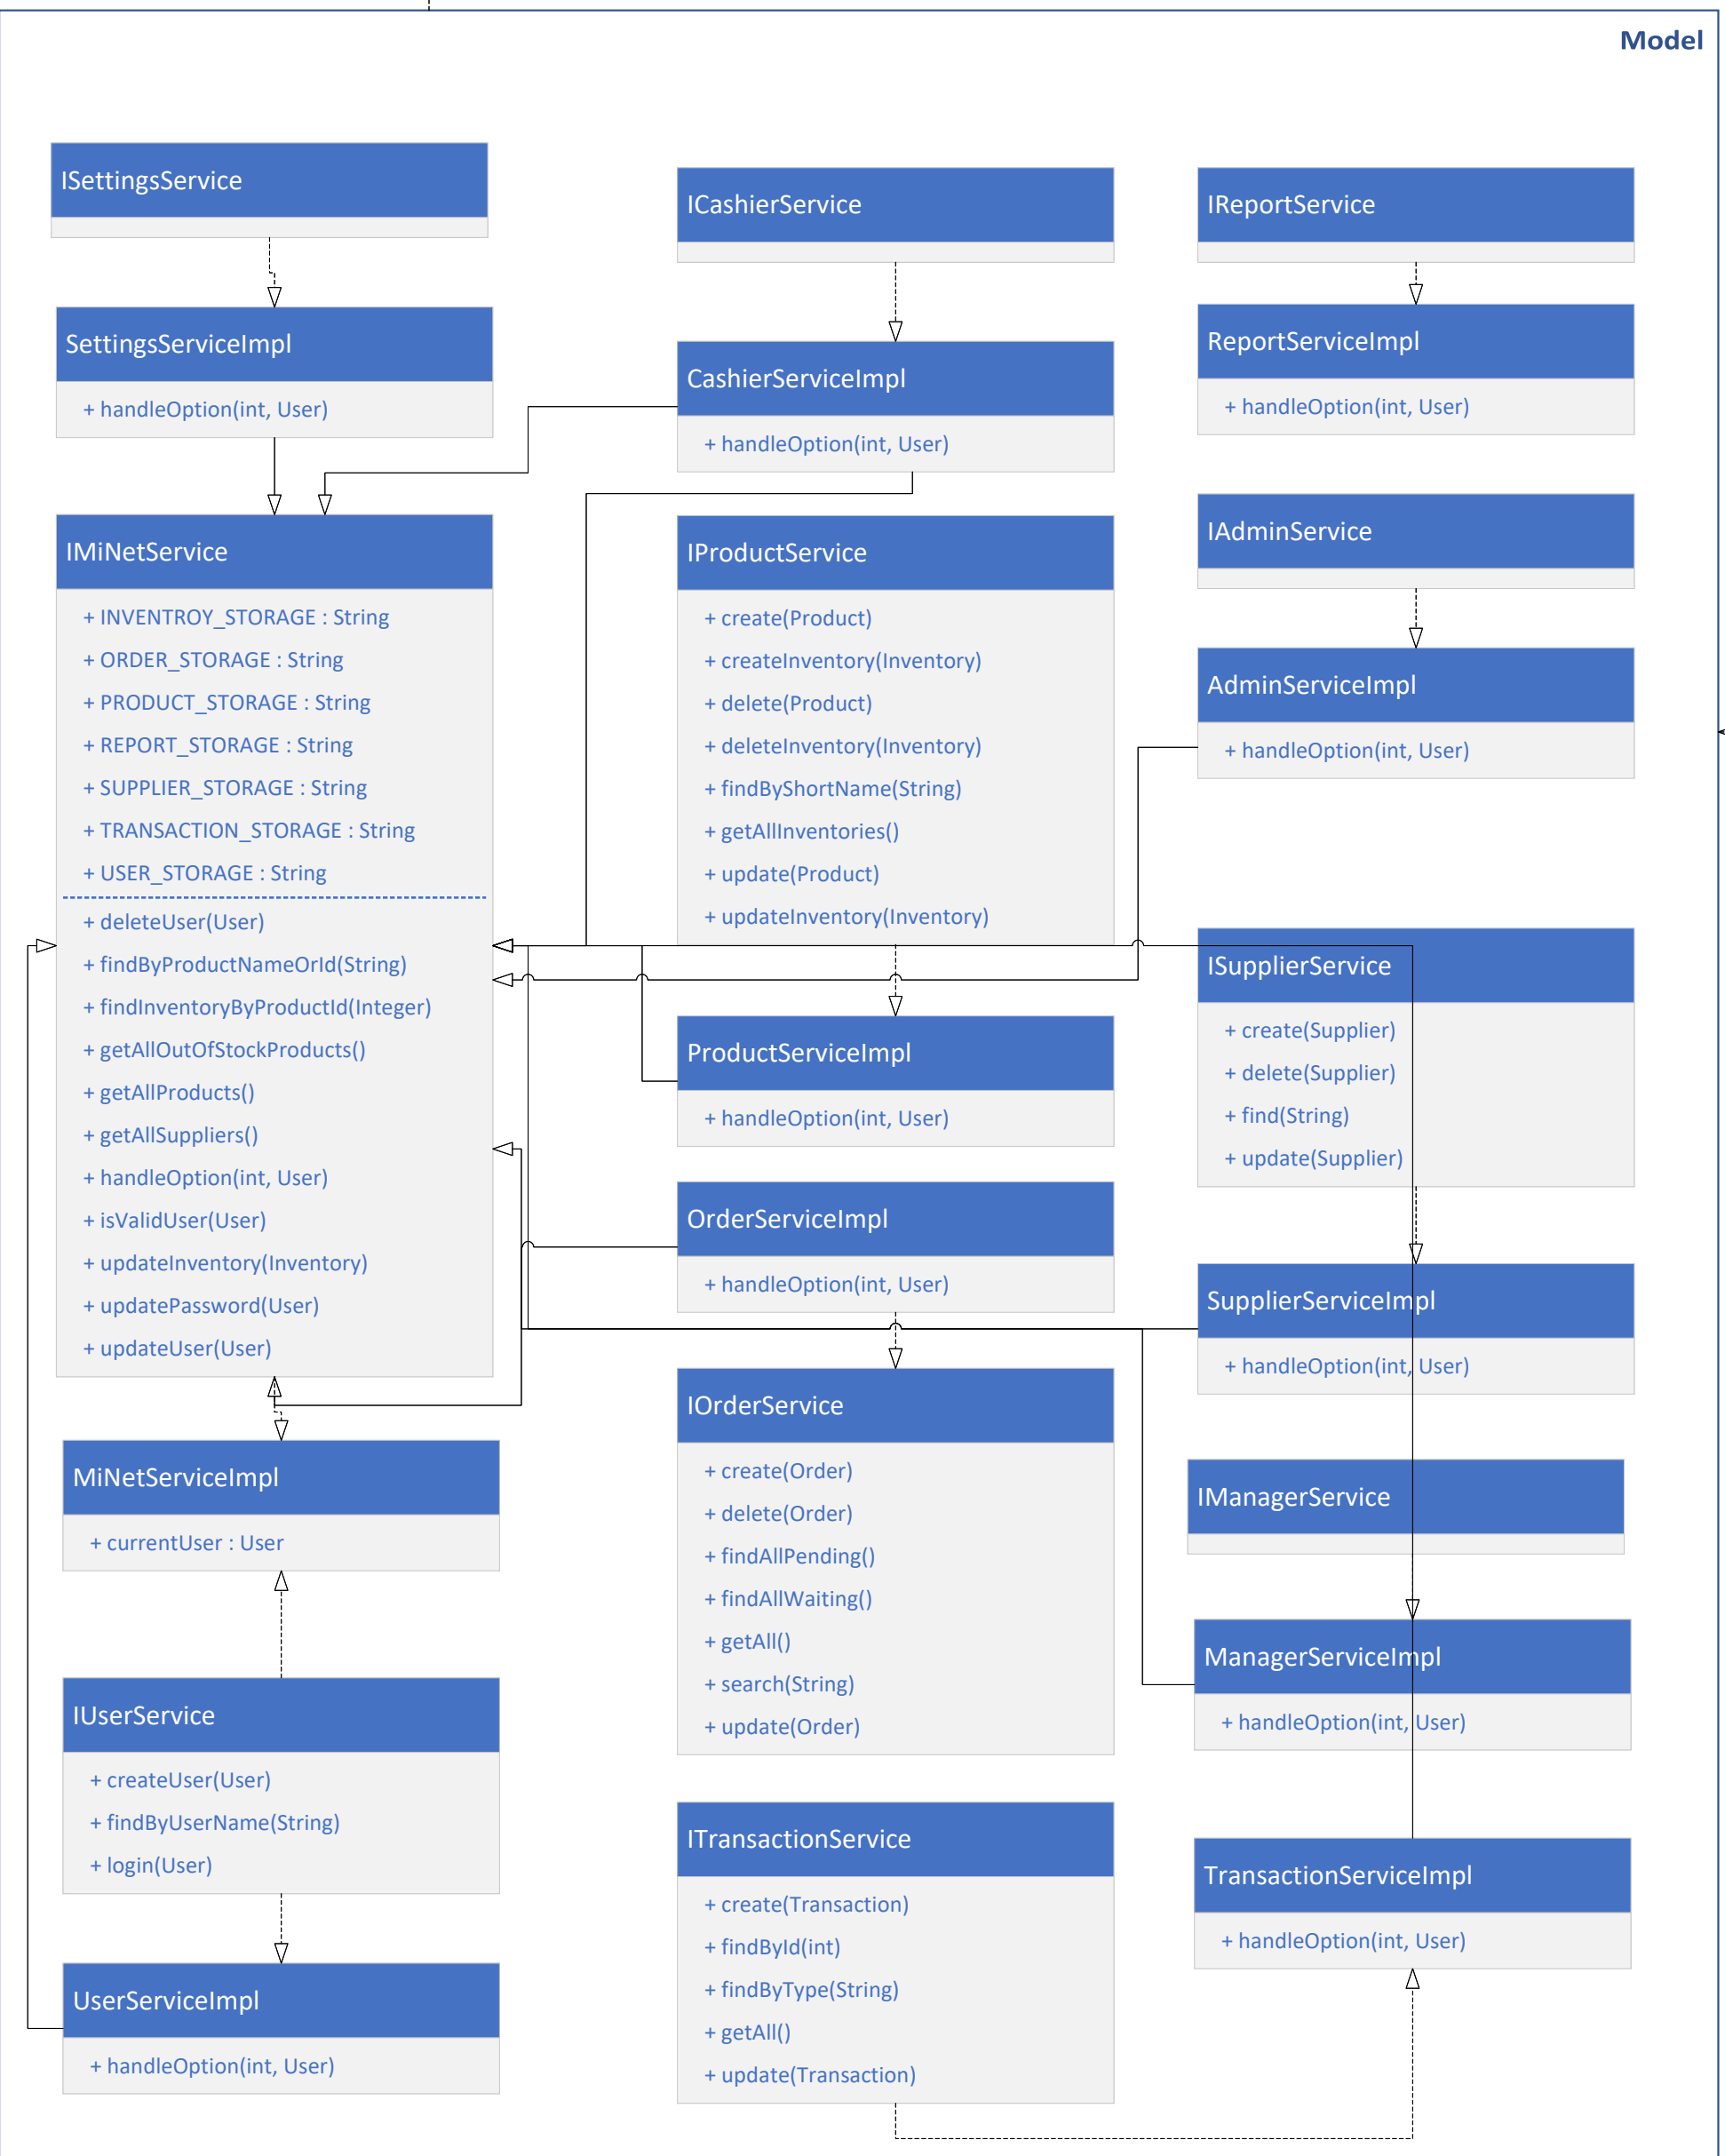 Model
ISettingsService
SettingsServiceImpl
+ handleOption(int, User)
IMiNetService
+ INVENTROY_STORAGE : String
+ ORDER_STORAGE : String
+ PRODUCT_STORAGE : String
+ REPORT_STORAGE : String
+ SUPPLIER_STORAGE : String
+ TRANSACTION_STORAGE : String
+ USER_STORAGE : String
+ deleteUser(User)
+ findByProductNameOrId(String)
+ findInventoryByProductId(Integer)
+ getAllOutOfStockProducts()
+ getAllProducts()
+ getAllSuppliers()
+ handleOption(int, User)
+ isValidUser(User)
+ updateInventory(Inventory)
+ updatePassword(User)
+ updateUser(User)
MiNetServiceImpl
+ currentUser : User
IUserService
+ createUser(User)
+ findByUserName(String)
+ login(User)
UserServiceImpl
+ handleOption(int, User)
ICashierService
CashierServiceImpl
+ handleOption(int, User)
IProductService
+ create(Product)
+ createInventory(Inventory)
+ delete(Product)
+ deleteInventory(Inventory)
+ findByShortName(String)
+ getAllInventories()
+ update(Product)
+ updateInventory(Inventory)
ProductServiceImpl
+ handleOption(int, User)
OrderServiceImpl
+ handleOption(int, User)
IOrderService
+ create(Order)
+ delete(Order)
+ findAllPending()
+ findAllWaiting()
+ getAll()
+ search(String)
+ update(Order)
ITransactionService
+ create(Transaction)
+ findById(int)
+ findByType(String)
+ getAll()
+ update(Transaction)
IReportService
ReportServiceImpl
+ handleOption(int, User)
IAdminService
AdminServiceImpl
+ handleOption(int, User)
ISupplierService
+ create(Supplier)
+ delete(Supplier)
+ find(String)
+ update(Supplier)
SupplierServiceImpl
+ handleOption(int, User)
IManagerService
ManagerServiceImpl
+ handleOption(int, User)
TransactionServiceImpl
+ handleOption(int, User)